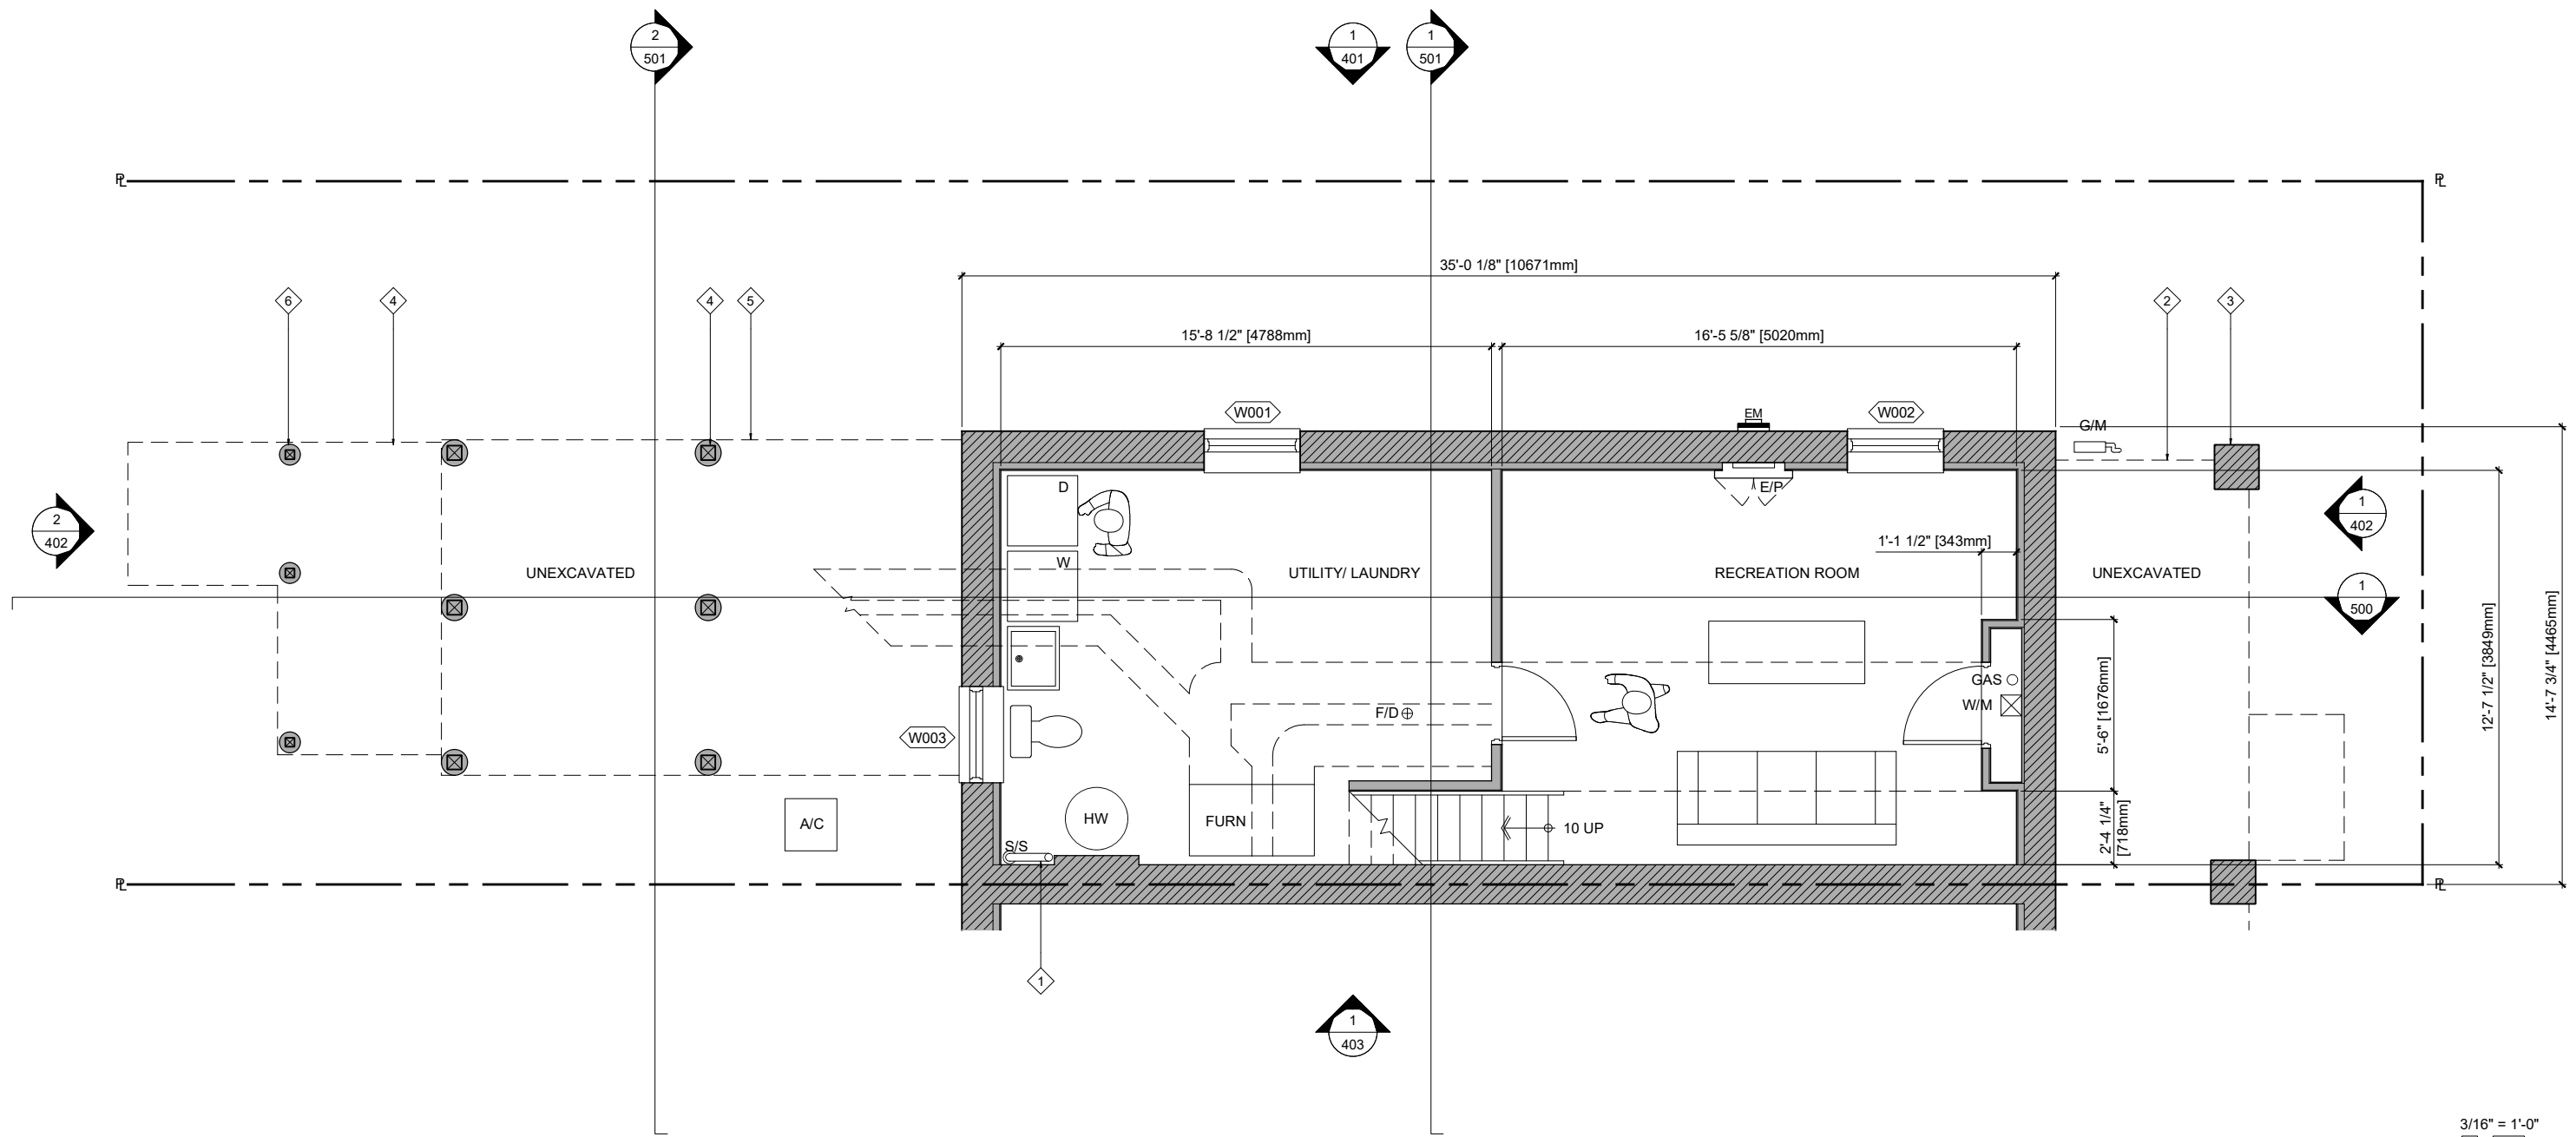 2
501
1
401
1
501
PL
PL
35'-0 1/8" [10671mm]
6
4
4
5
2
3
15'-8 1/2" [4788mm]
16'-5 5/8" [5020mm]
W001
EM
W002
G/M
D
E/P
2
402
1
402
1'-1 1/2" [343mm]
W
UNEXCAVATED
UTILITY/ LAUNDRY
RECREATION ROOM
UNEXCAVATED
1
500
12'-7 1/2" [3849mm]
14'-7 3/4" [4465mm]
5'-6" [1676mm]
GAS
W/M
F/D
W003
A/C
HW
FURN
10 UP
2'-4 1/4"
[718mm]
S/S
PL
PL
1
1
403
3/16" = 1'-0"